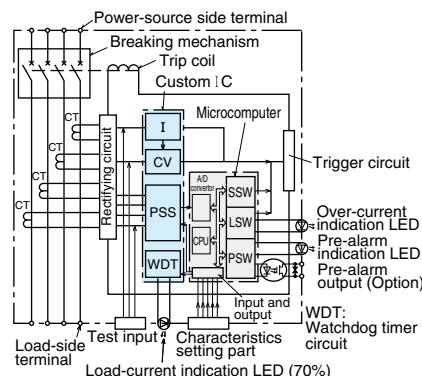 Power-source side terminal
Breaking mechanism
Trip coil
Custom IC
Microcomputer
CT
CT
CT
CT
Rectifying circuit
I
CV
PSS
WDT
A/D
convertor
CPU
SSW
LSW
PSW
Trigger circuit
Over-current
indication LED
Pre-alarm
indication LED
Pre-alarm
output (Option)
Input and
output
WDT:
Watchdog timer
circuit
Load-side
terminal
Test input
Characteristics
setting part
Load-current indication LED (70%)